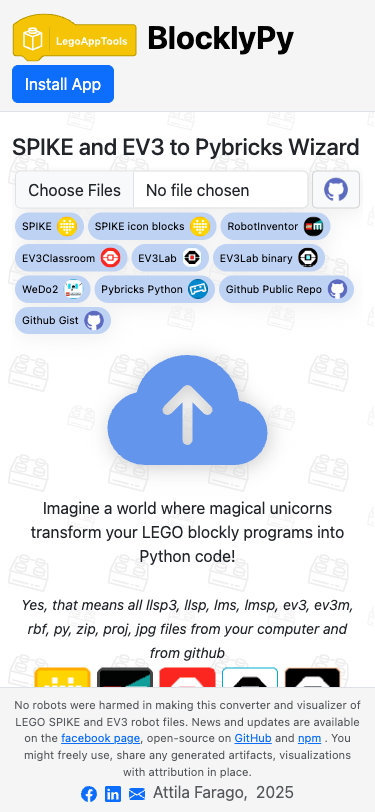 LegoAppTools
BlocklyPy
Install App
SPIKE and EV3 to Pybricks Wizard
Choose Files No file chosen
SPIKE SPIKE icon blocks RobotInventor
EV3Classroom EV3Lab EV3Lab binary
WeDo2 Pybricks Python Github Public Repo
Github Gist
Imagine a world where magical unicorns
transform your LEGO blockly programs into
Python code!
Yes, that means all llsp3, llsp, lms, lmsp, ev3, ev3m,
rbf, py, zip, proj, jpg files from your computer and
from github
No robots were harmed in making this converter and visualizer of
LEGO SPIKE and EV3 robot files. News and updates are available
on the facebook page, open-source on GitHub and npm . You
might freely use, share any generated artifacts, visualizations
with attribution in place.
Attila Farago, 2025